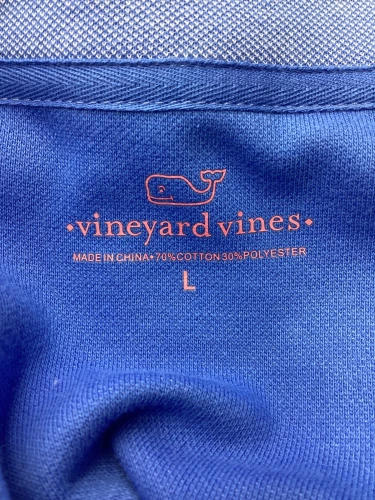 •vineyard vines•
MADE IN CHINA•70%COTTON 30%POLYESTER
L